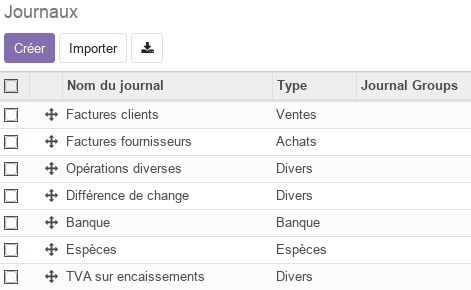 Journaux
Créer Importer
Nom du journal Type Journal Groups
Factures clients Ventes
Factures fournisseurs Achats
Opérations diverses Divers
Différence de change Divers
Banque Banque
Espèces Espèces
TVA sur encaissements Divers